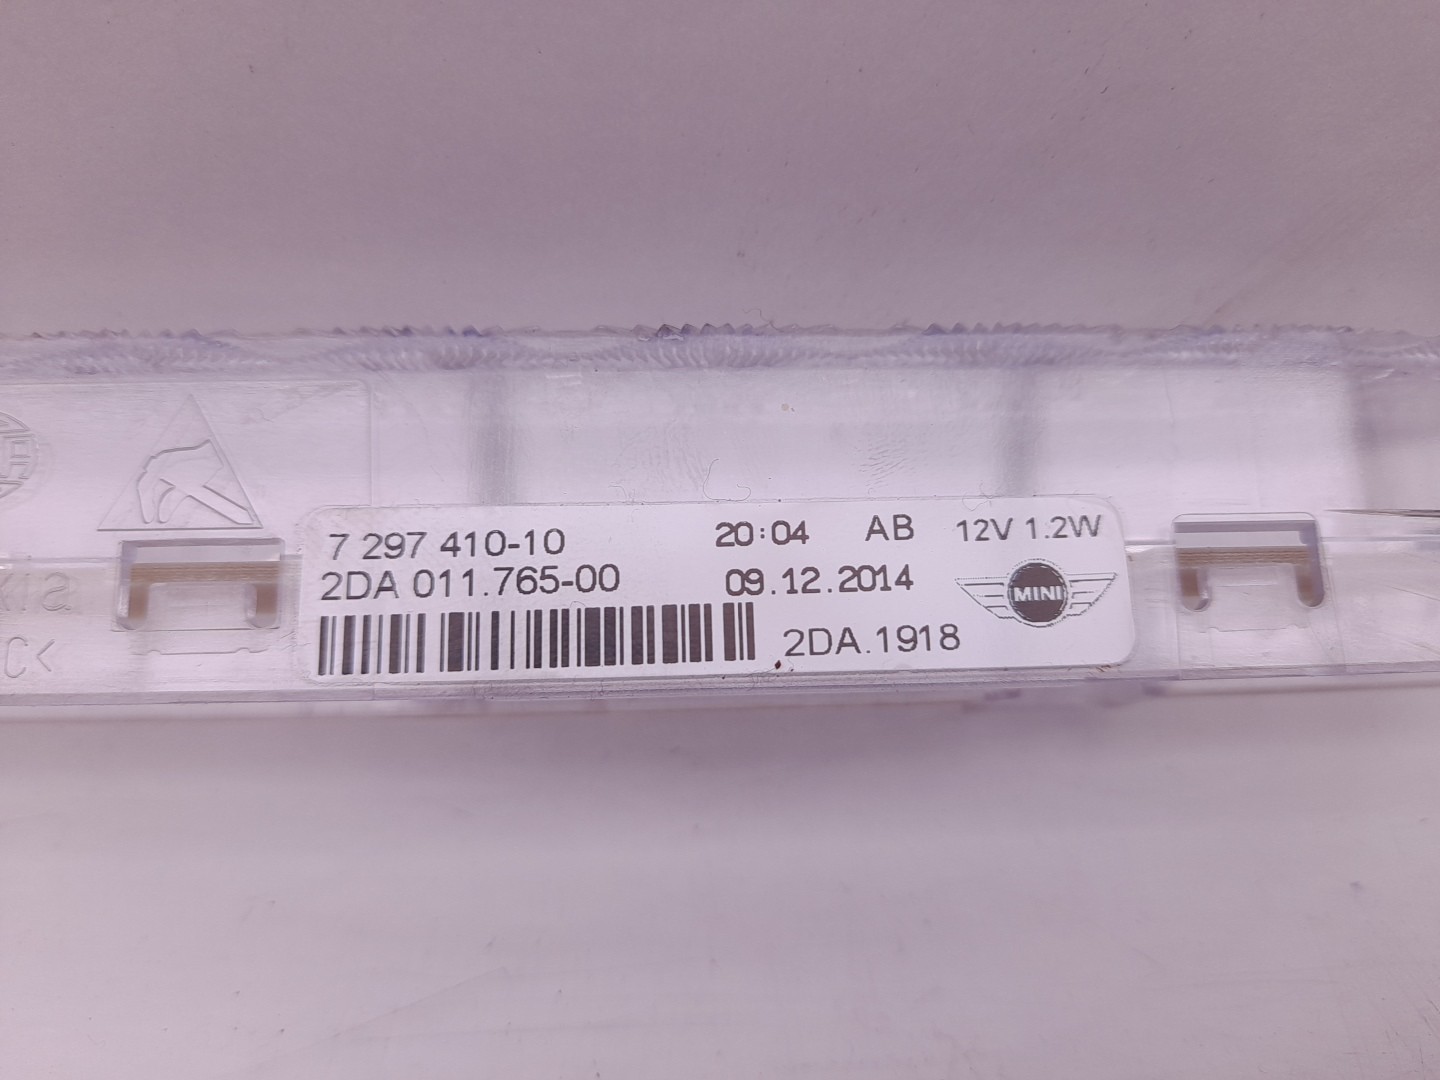 7 297 410-10 20:04 AB 12V 1.2W
2DA 011.765-00 09.12.2014 MINI
2DA.1918
C<